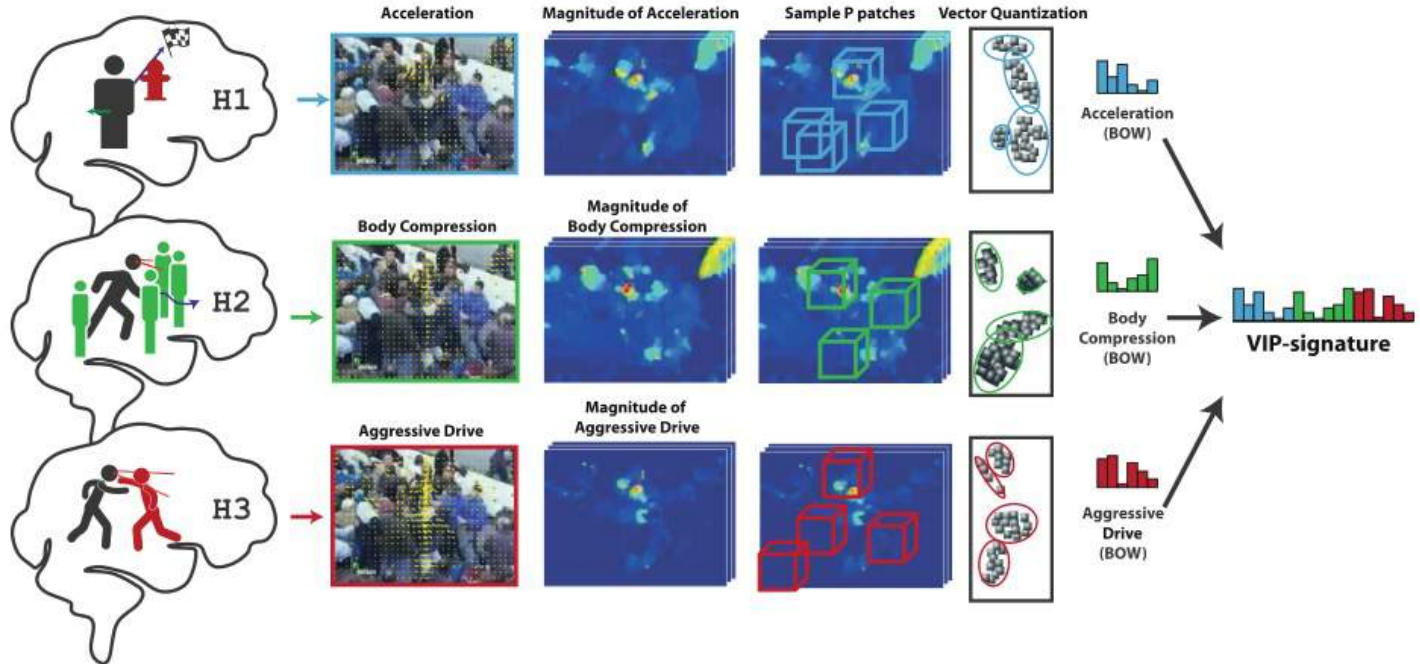 Acceleration
Magnitude of Acceleration
Sample P patches
Vector Quantization
H1
Acceleration
(BOW)
Body Compression
Magnitude of
Body Compression
H2
Body
Compression
(BOW)
VIP-signature
Aggressive Drive
Magnitude of
Aggressive Drive
H3
Aggressive
Drive
(BOW)